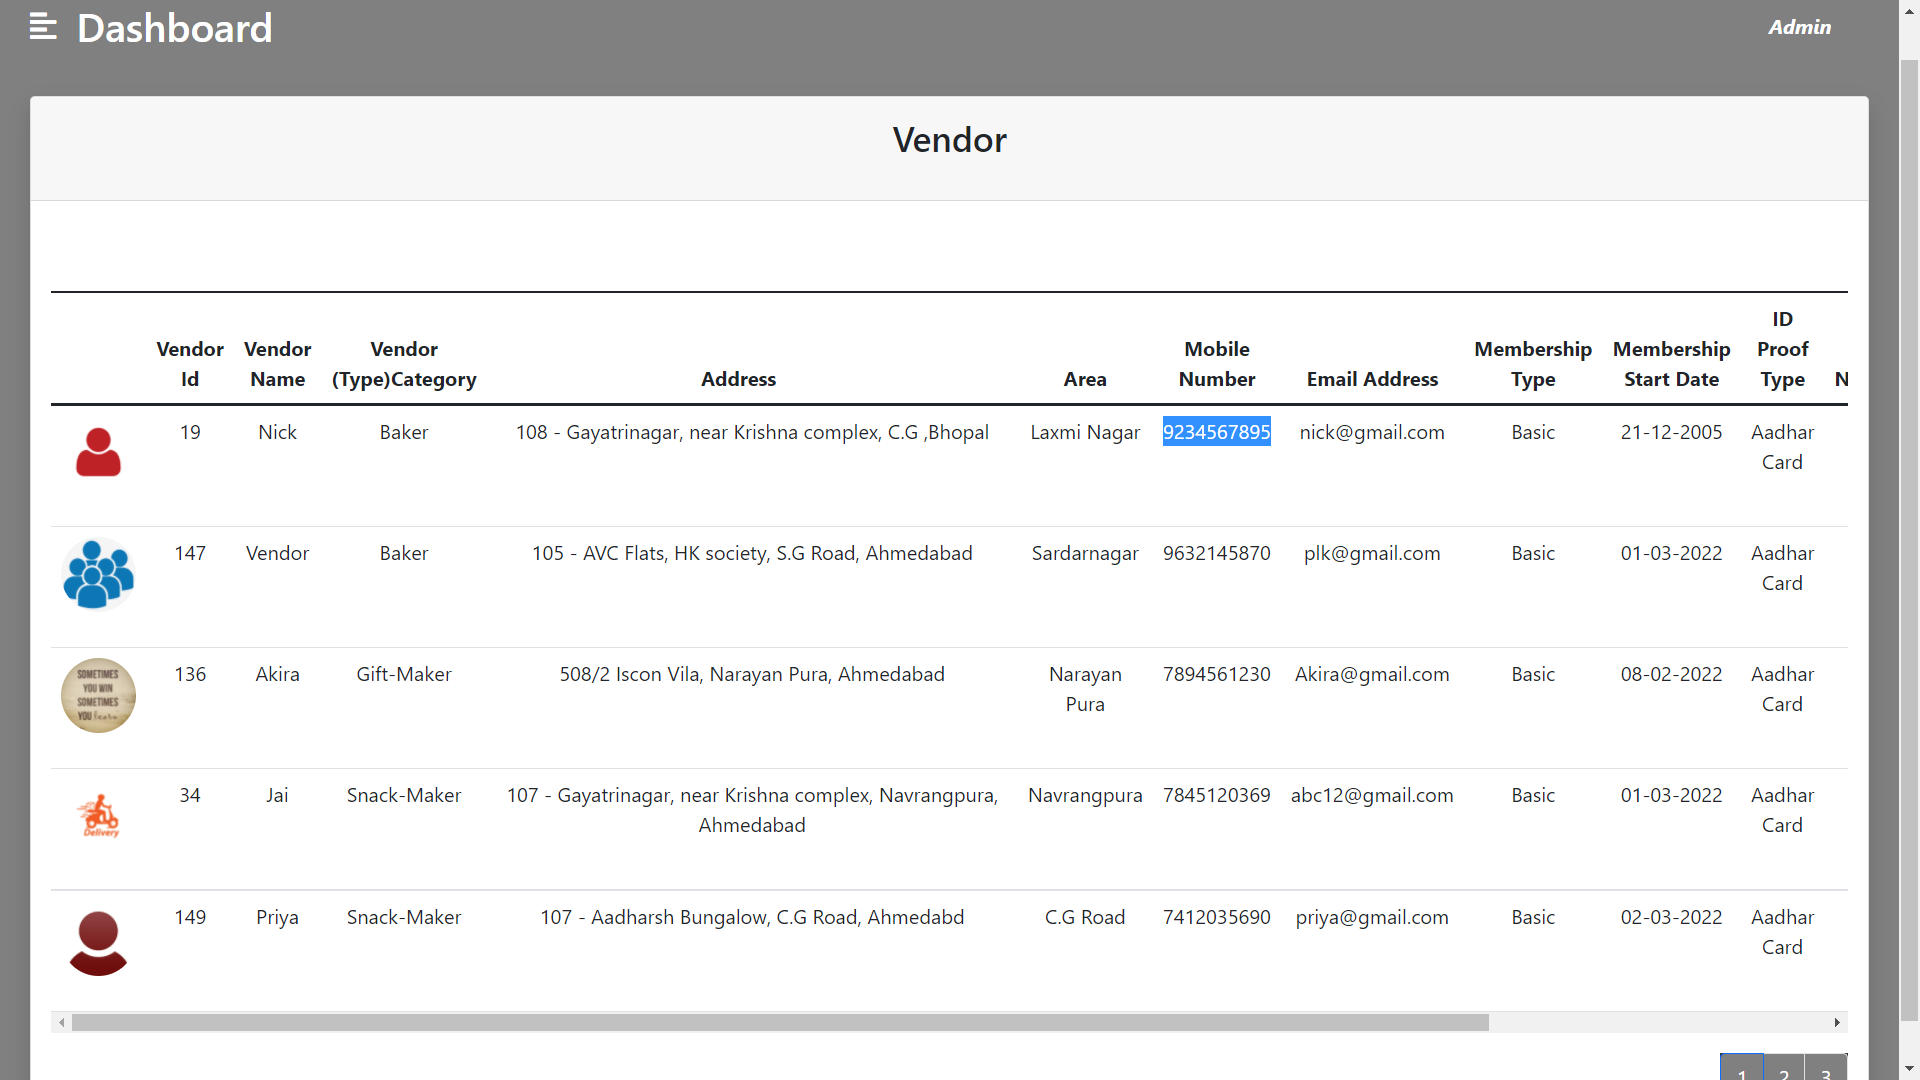 Dashboard
Admin
Vendor
Vendor Id
Vendor Name
Vendor (Type)Category
Address
Area
Mobile Number
Email Address
Membership Type
Membership Start Date
ID Proof Type
N
19 Nick Baker 108 - Gayatrinagar, near Krishna complex, C.G ,Bhopal Laxmi Nagar 9234567895 nick@gmail.com Basic 21-12-2005 Aadhar Card
147 Vendor Baker 105 - AVC Flats, HK society, S.G Road, Ahmedabad Sardarnagar 9632145870 plk@gmail.com Basic 01-03-2022 Aadhar Card
SOMETIMES
YOU WIN
SOMETIMES
YOU learn
136 Akira Gift-Maker 508/2 Iscon Vila, Narayan Pura, Ahmedabad Narayan Pura 7894561230 Akira@gmail.com Basic 08-02-2022 Aadhar Card
Delivery
34 Jai Snack-Maker 107 - Gayatrinagar, near Krishna complex, Navrangpura, Ahmedabad Navrangpura 7845120369 abc12@gmail.com Basic 01-03-2022 Aadhar Card
149 Priya Snack-Maker 107 - Aadharsh Bungalow, C.G Road, Ahmedabd C.G Road 7412035690 priya@gmail.com Basic 02-03-2022 Aadhar Card
1 2 3